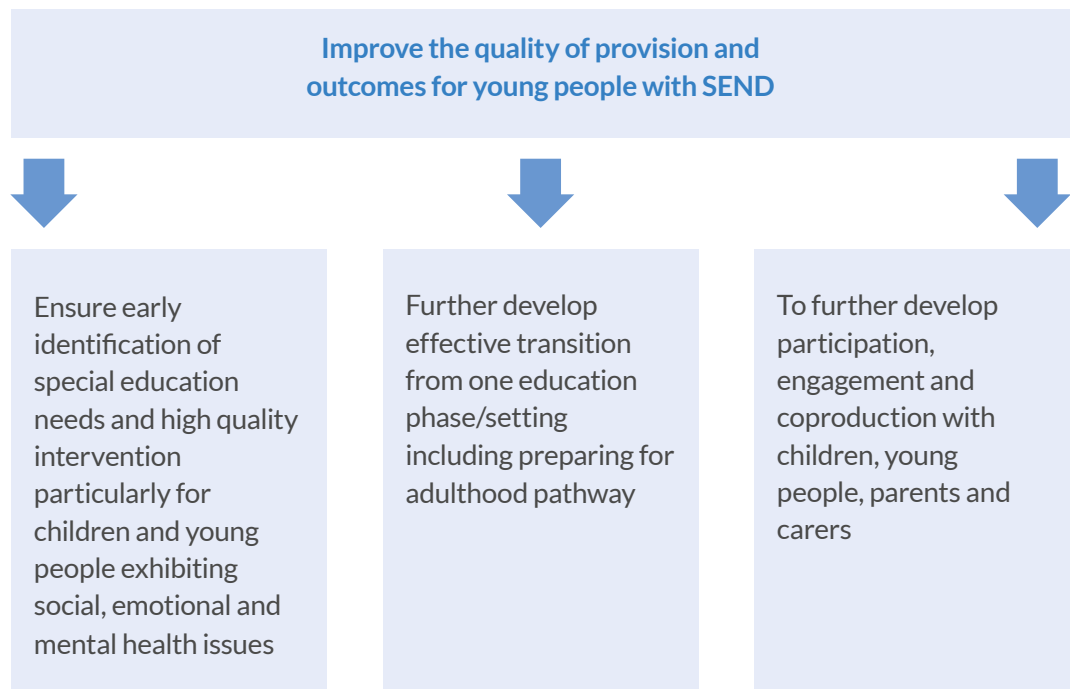 Improve the quality of provision and
outcomes for young people with SEND
Ensure early
identification of
special education
needs and high quality
intervention
particularly for
children and young
people exhibiting
social, emotional and
mental health issues
Further develop
effective transition
from one education
phase/setting
including preparing for
adulthood pathway
To further develop
participation,
engagement and
coproduction with
children, young
people, parents and
carers